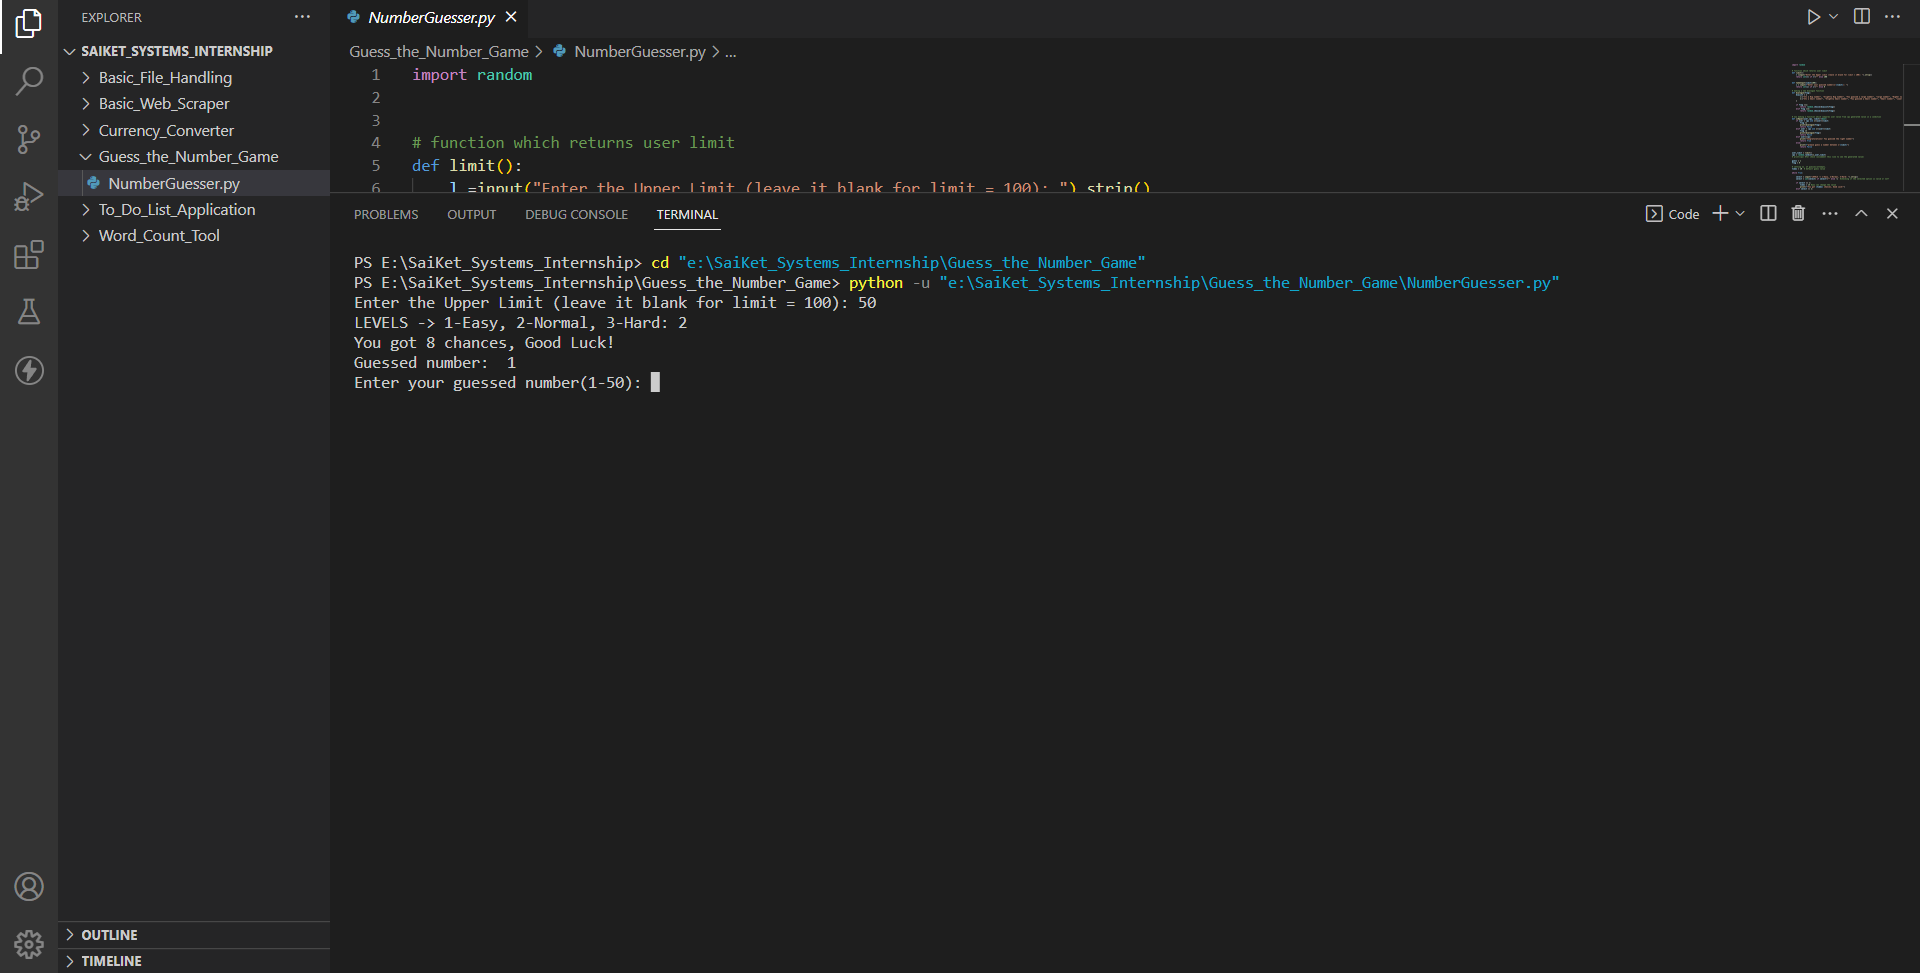 EXPLORER
SAIKET_SYSTEMS_INTERNSHIP
Basic_File_Handling
Basic_Web_Scraper
Currency_Converter
Guess_the_Number_Game
NumberGuesser.py
To_Do_List_Application
Word_Count_Tool
OUTLINE
TIMELINE
NumberGuesser.py
Guess_the_Number_Game > NumberGuesser.py > ...
1 import random
2
3
4 # function which returns user limit
5 def limit():
6 l =input("Enter the Upper Limit (leave it blank for limit = 100): ").strip()
PROBLEMS OUTPUT DEBUG CONSOLE TERMINAL
Code
PS E:\SaiKet_Systems_Internship> cd "e:\SaiKet_Systems_Internship\Guess_the_Number_Game"
PS E:\SaiKet_Systems_Internship\Guess_the_Number_Game> python -u "e:\SaiKet_Systems_Internship\Guess_the_Number_Game\NumberGuesser.py"
Enter the Upper Limit (leave it blank for limit = 100): 50
LEVELS -> 1-Easy, 2-Normal, 3-Hard: 2
You got 8 chances, Good Luck!
Guessed number:  1
Enter your guessed number(1-50):